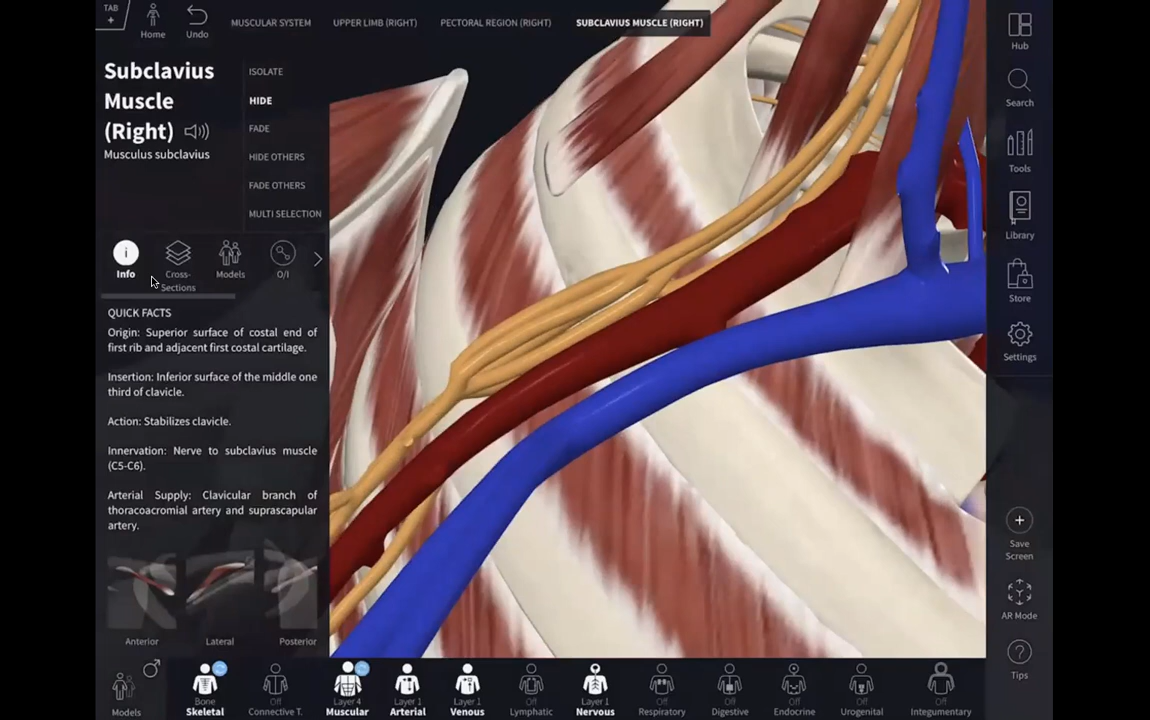 TAB
+
Home
Undo
MUSCULAR SYSTEM
UPPER LIMB (RIGHT)
PECTORAL REGION (RIGHT)
SUBCLAVIUS MUSCLE (RIGHT)
Subclavius
Muscle
(Right)
Musculus subclavius
ISOLATE
HIDE
FADE
HIDE OTHERS
FADE OTHERS
MULTI SELECTION
i
Info
Cross-
Sections
Models
O/I
QUICK FACTS
Origin: Superior surface of costal end of
first rib and adjacent first costal cartilage.
Insertion: Inferior surface of the middle one
third of clavicle.
Action: Stabilizes clavicle.
Innervation: Nerve to subclavius muscle
(C5-C6).
Arterial Supply: Clavicular branch of
thoracoacromial artery and suprascapular
artery.
Anterior
Lateral
Posterior
Hub
Search
Tools
Library
Store
Settings
+
Save
Screen
AR Mode
?
Tips
Models
Bone
Skeletal
Off
Connective T.
Layer 4
Muscular
Layer 1
Arterial
Layer 1
Venous
Off
Lymphatic
Layer 1
Nervous
Off
Respiratory
Off
Digestive
Off
Endocrine
Off
Urogenital
Off
Integumentary